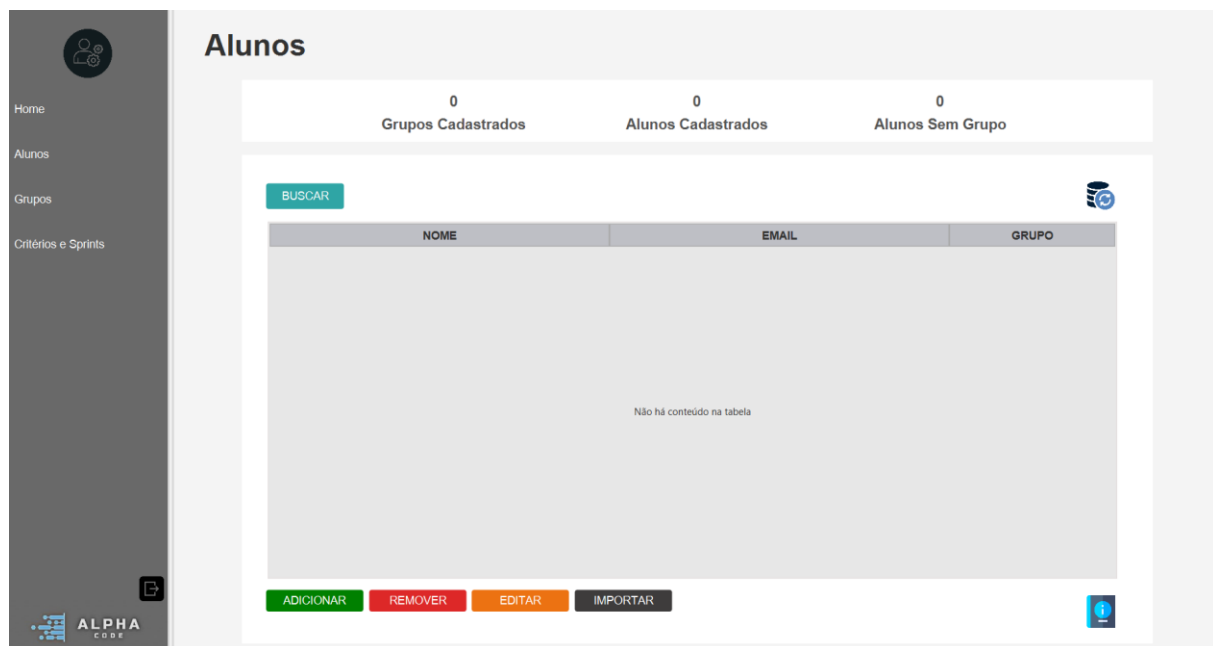 Alunos
Home
Alunos
Grupos
Critérios e Sprints
ALPHA
CODE
0
Grupos Cadastrados
0
Alunos Cadastrados
0
Alunos Sem Grupo
BUSCAR
NOME EMAIL GRUPO
Não há conteúdo na tabela
ADICIONAR REMOVER EDITAR IMPORTAR